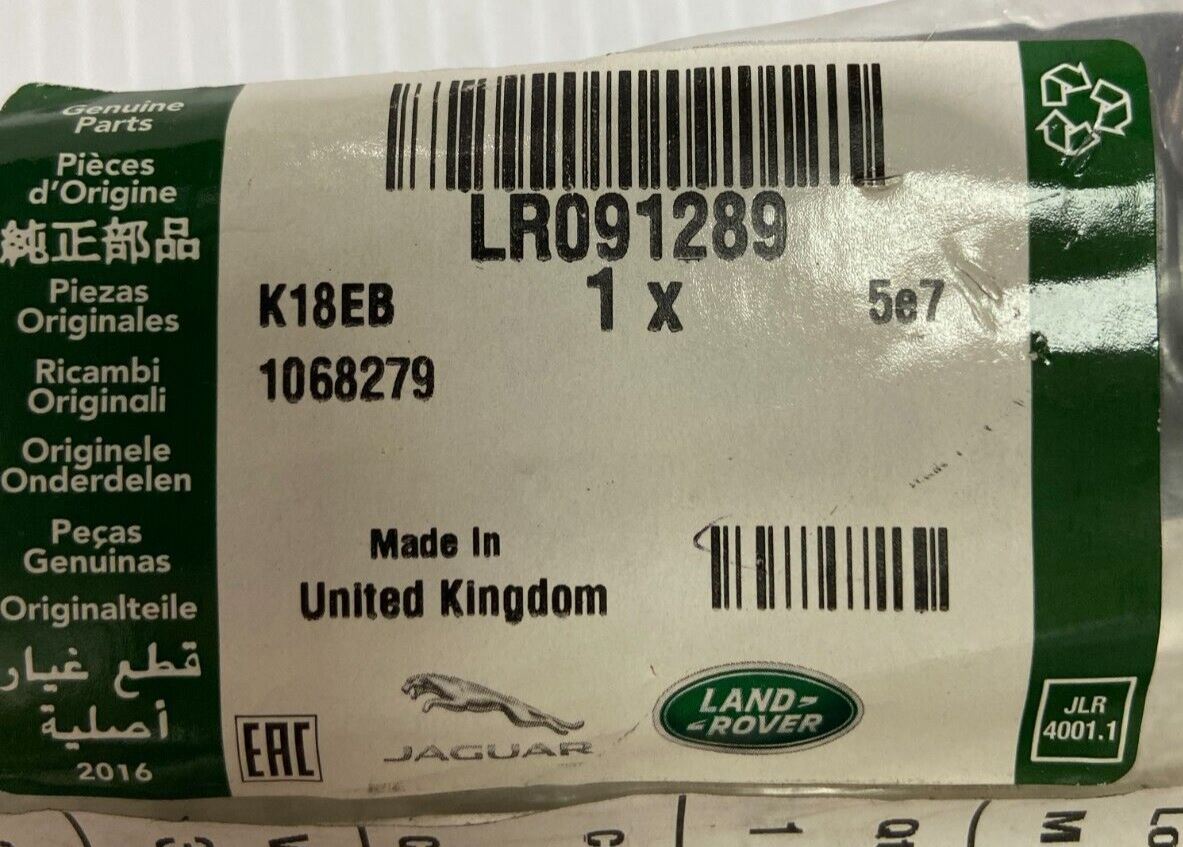 Genuine
Parts
Pièces
d'Origine
純正部品
Piezas
Originales
Ricambi
Originali
Originele
Onderdelen
Peças
Genuinas
Originalteile
قطع غيار
أصلية
2016
LR091289
K18EB 1 x 5e7
1068279
Made In
United Kingdom
EAC
JAGUAR
LAND
ROVER
JLR
4001.1